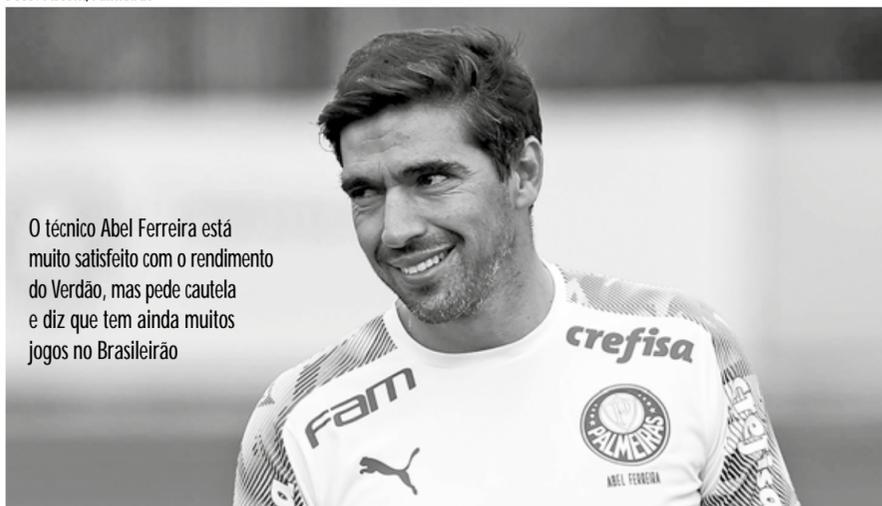 O técnico Abel Ferreira está
muito satisfeito com o rendimento
do Verdão, mas pede cautela
e diz que tem ainda muitos
jogos no Brasileirão
crefisa
fam
PALMEIRAS
ABEL FERREIRA